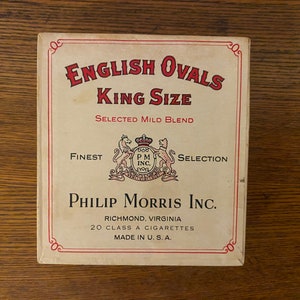 ENGLISH OVALS
KING SIZE
SELECTED MILD BLEND
FINEST SELECTION
P M
INC.
PHILIP MORRIS INC.
RICHMOND, VIRGINIA
20 CLASS A CIGARETTES
MADE IN U. S. A.